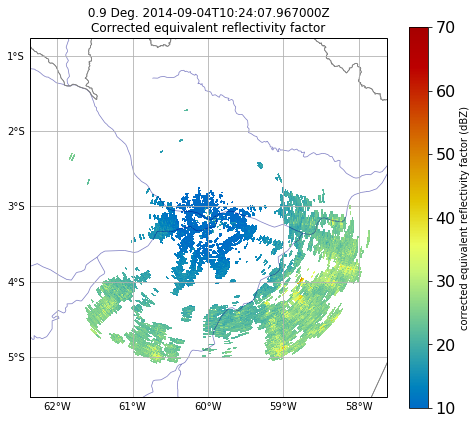 0.9 Deg. 2014-09-04T10:24:07.967000Z
Corrected equivalent reflectivity factor
1°S
2°S
3°S
4°S
5°S
62°W
61°W
60°W
59°W
58°W
70
60
50
40
30
20
10
corrected equivalent reflectivity factor (dBZ)